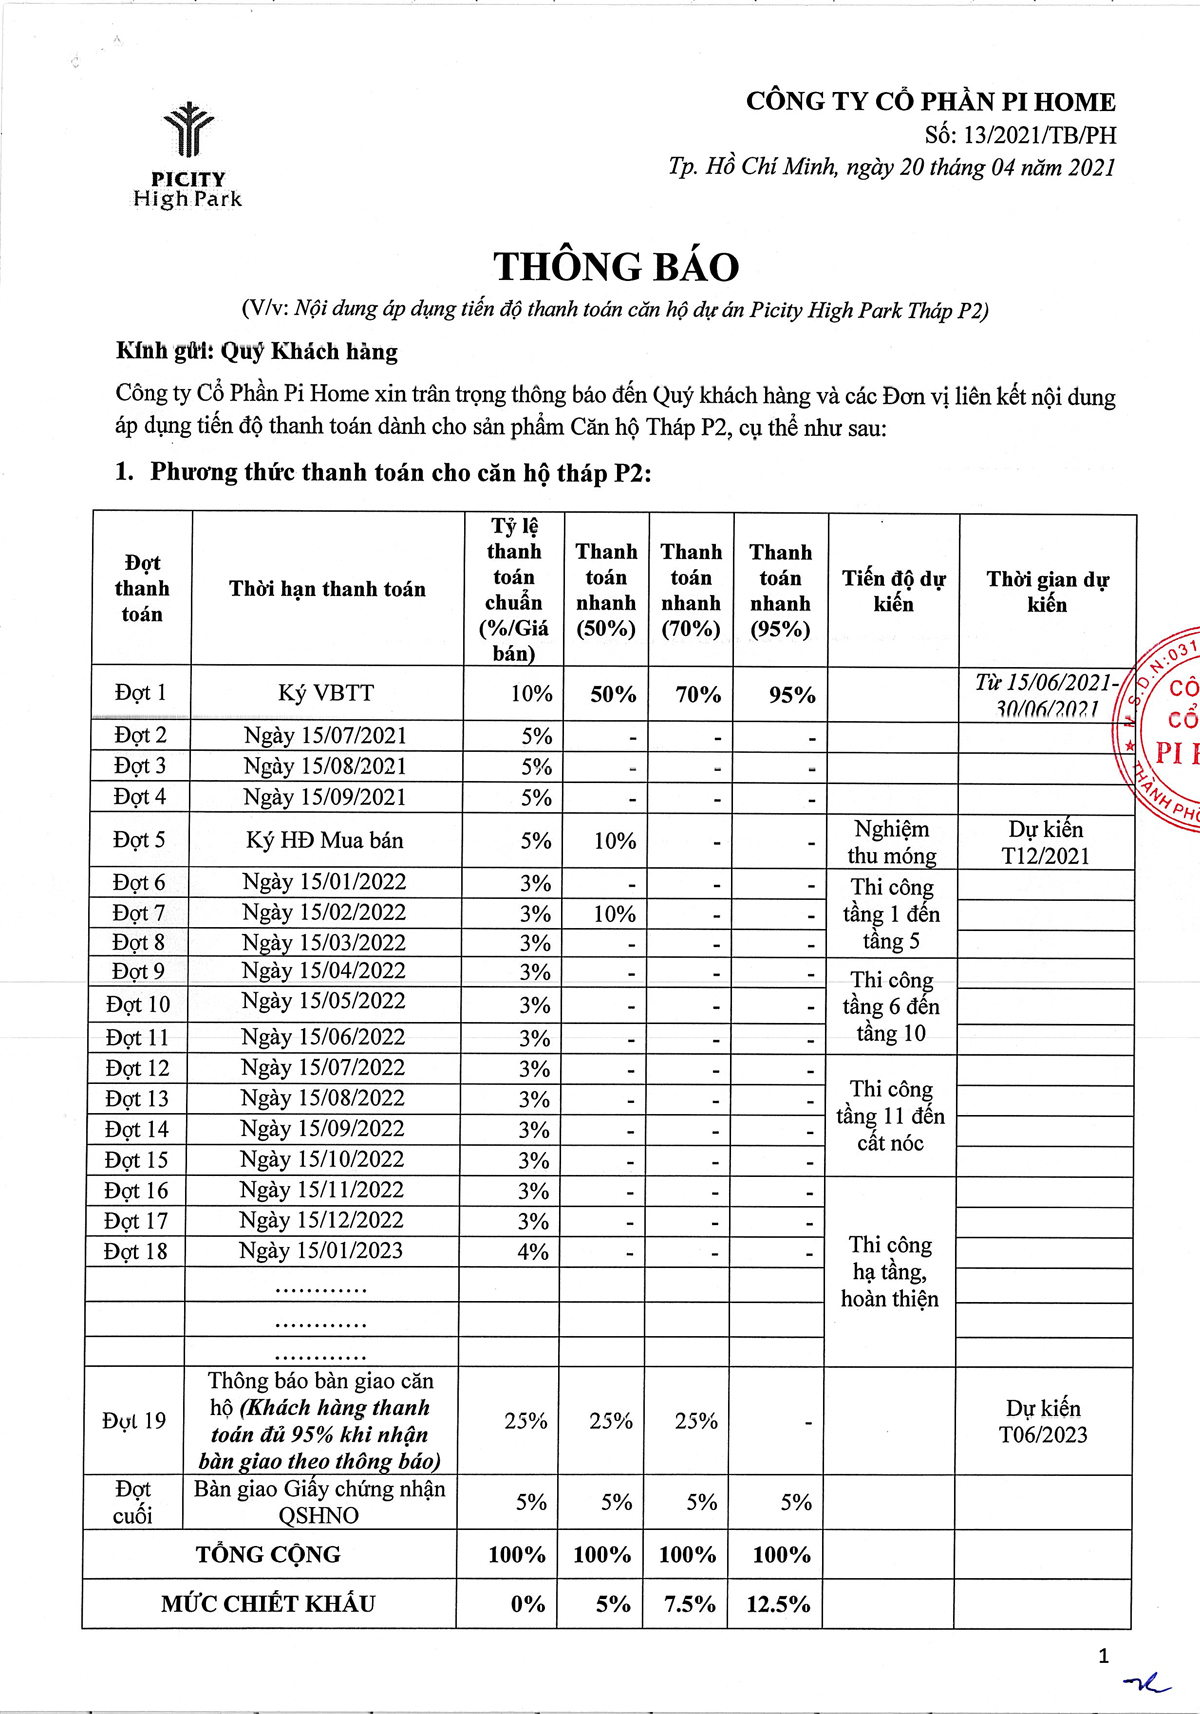 PICITY
High Park
CÔNG TY CỔ PHẦN PI HOME
Số: 13/2021/TB/PH
Tp. Hồ Chí Minh, ngày 20 tháng 04 năm 2021
THÔNG BÁO
(V/v: Nội dung áp dụng tiến độ thanh toán căn hộ dự án Picity High Park Tháp P2)
Kính gửi: Quý Khách hàng
Công ty Cổ Phần Pi Home xin trân trọng thông báo đến Quý khách hàng và các Đơn vị liên kết nội dung
áp dụng tiến độ thanh toán dành cho sản phẩm Căn hộ Tháp P2, cụ thể như sau:
1. Phương thức thanh toán cho căn hộ tháp P2:
Đợt
thanh
toán
Thời hạn thanh toán
Tỷ lệ
thanh
toán
chuẩn
(%/Giá
bán)
Thanh
toán
nhanh
(50%)
Thanh
toán
nhanh
(70%)
Thanh
toán
nhanh
(95%)
Tiến độ dự
kiến
Thời gian dự
kiến
Đợt 1 Ký VBTT 10% 50% 70% 95% Từ 15/06/2021-
30/06/2021
Đợt 2 Ngày 15/07/2021 5% - - -
Đợt 3 Ngày 15/08/2021 5% - - -
Đợt 4 Ngày 15/09/2021 5% - - -
Đợt 5 Ký HĐ Mua bán 5% 10% - - Nghiệm
thu móng
Dự kiến
T12/2021
Đợt 6 Ngày 15/01/2022 3% - - -
Đợt 7 Ngày 15/02/2022 3% 10% - -
Đợt 8 Ngày 15/03/2022 3% - - -
Thi công
tầng 1 đến
tầng 5
Đợt 9 Ngày 15/04/2022 3% - - -
Đợt 10 Ngày 15/05/2022 3% - - -
Đợt 11 Ngày 15/06/2022 3% - - -
Thi công
tầng 6 đến
tầng 10
Đợt 12 Ngày 15/07/2022 3% - - -
Đợt 13 Ngày 15/08/2022 3% - - -
Đợt 14 Ngày 15/09/2022 3% - - -
Đợt 15 Ngày 15/10/2022 3% - - -
Thi công
tầng 11 đến
cất nóc
Đợt 16 Ngày 15/11/2022 3% - - -
Đợt 17 Ngày 15/12/2022 3% - - -
Đợt 18 Ngày 15/01/2023 4% - - -
............
............
............
Thi công
hạ tầng,
hoàn thiện
Đợt 19
Thông báo bàn giao căn
hộ (Khách hàng thanh
toán đủ 95% khi nhận
bàn giao theo thông báo)
25% 25% 25% -
Dự kiến
T06/2023
Đợt
cuối
Bàn giao Giấy chứng nhận
QSHNO
5% 5% 5% 5%
TỔNG CỘNG 100% 100% 100% 100%
MỨC CHIẾT KHẤU 0% 5% 7.5% 12.5%
M.S.D.N:031
CÔ
CỔ
PI H
THÀNH PHỐ
1